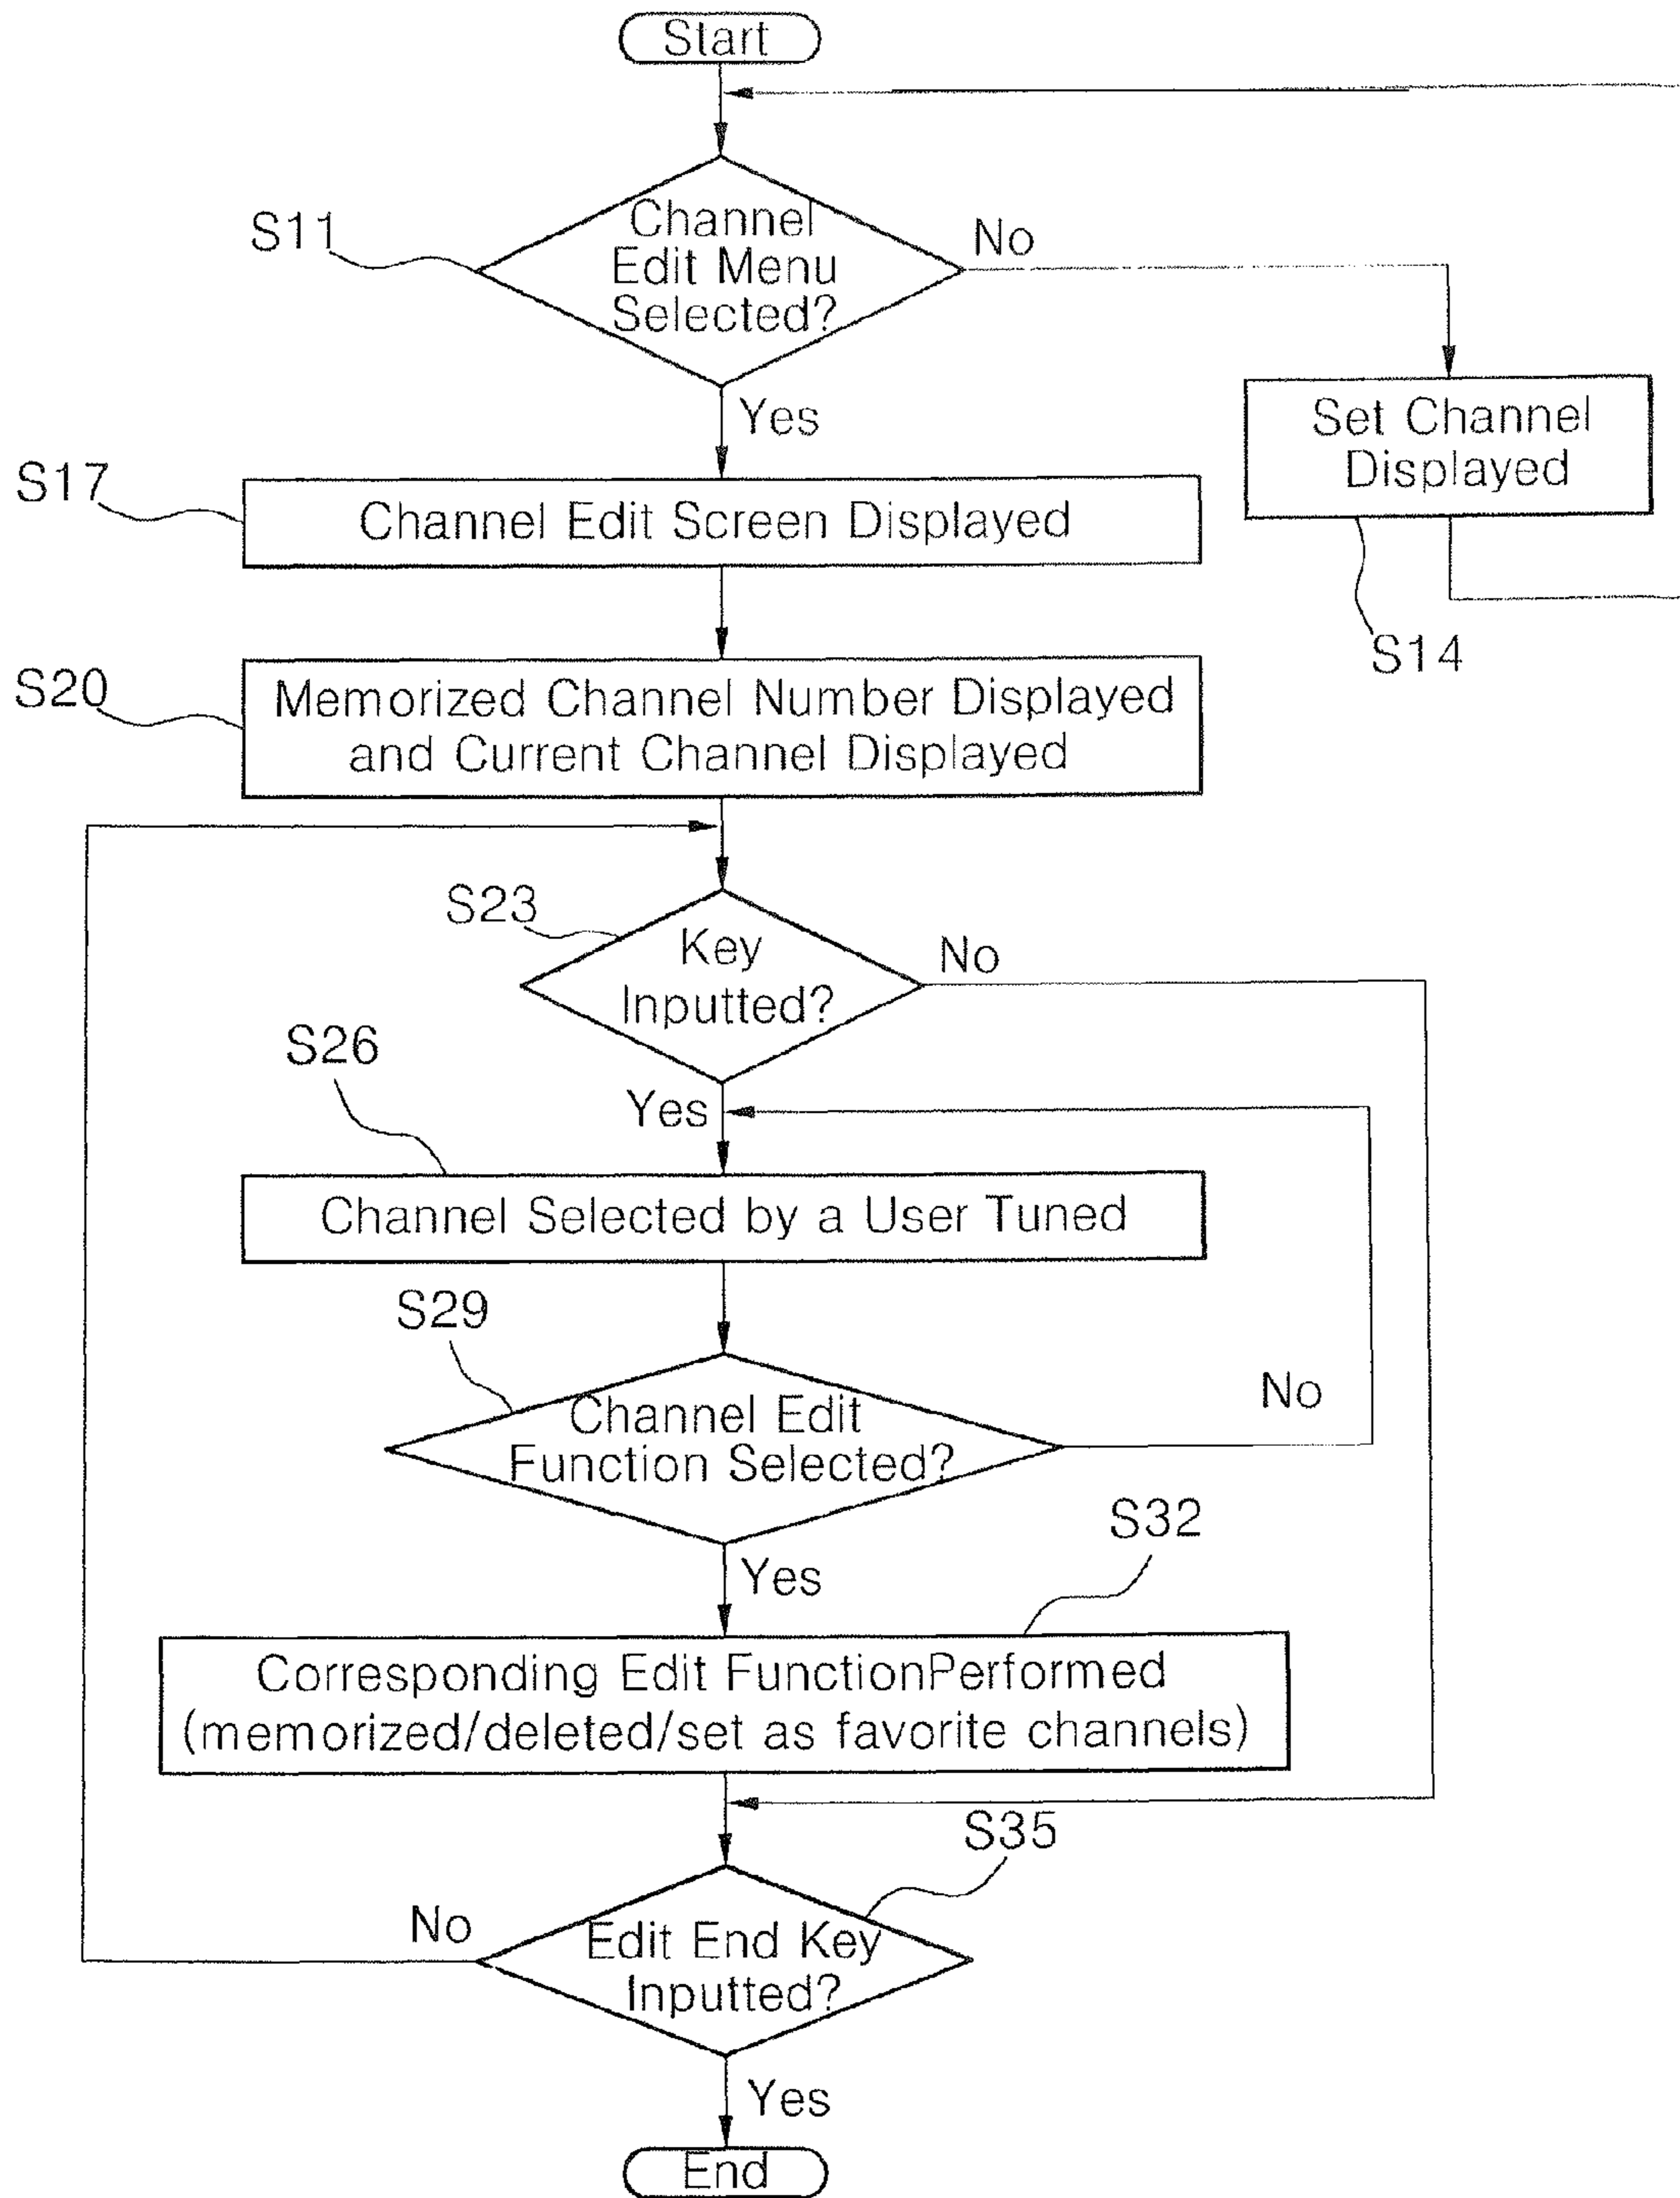 Start
S11
Channel
Edit Menu
Selected?
No
Yes
Set Channel
Displayed
S14
S17
Channel Edit Screen Displayed
S20
Memorized Channel Number Displayed
and Current Channel Displayed
S23
Key
Inputted?
No
S26
Yes
Channel Selected by a User Tuned
S29
Channel Edit
Function Selected?
No
S32
Yes
Corresponding Edit FunctionPerformed
(memorized/deleted/set as favorite channels)
S35
No
Edit End Key
Inputted?
Yes
End